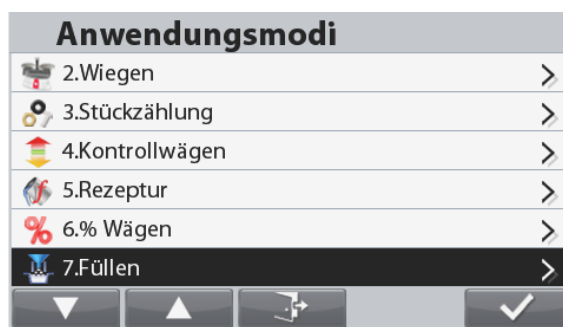 Anwendungsmodi
2.Wiegen
3.Stückzählung
4.Kontrollwägen
5.Rezeptur
6.% Wägen
7.Füllen